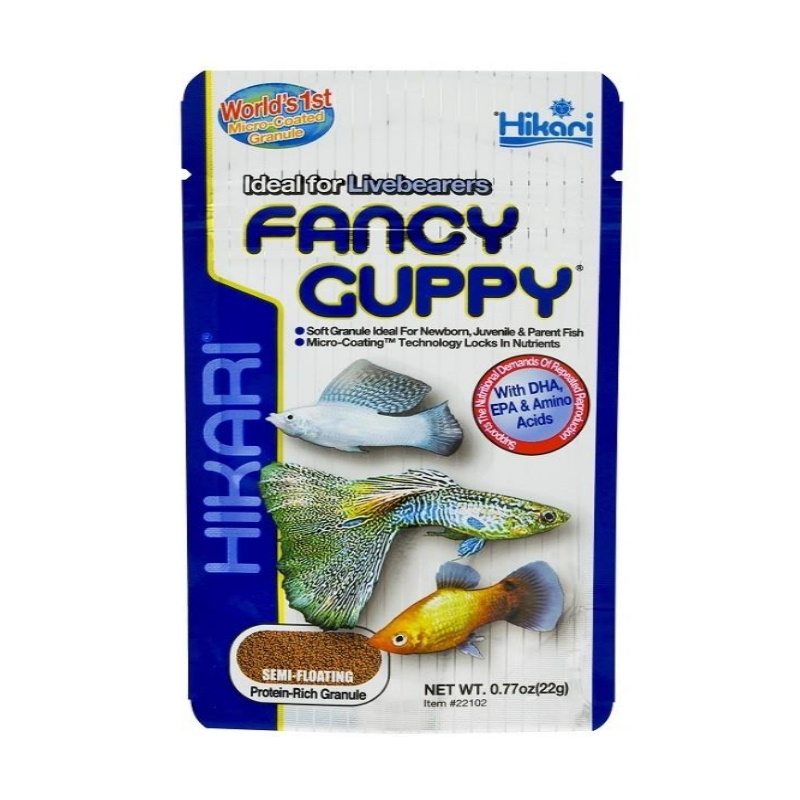 World's 1st
Micro-Coated
Granule
Hikari
Ideal for Livebearers
FANCY
GUPPY®
● Soft Granule Ideal For Newborn, Juvenile & Parent Fish
● Micro-Coating™ Technology Locks In Nutrients
Supports The Nutritional Demands Of Repeated Reproduction
With DHA,
EPA & Amino
Acids
HIKARI®
SEMI-FLOATING
Protein-Rich Granule
NET WT. 0.77oz(22g)
Item #22102